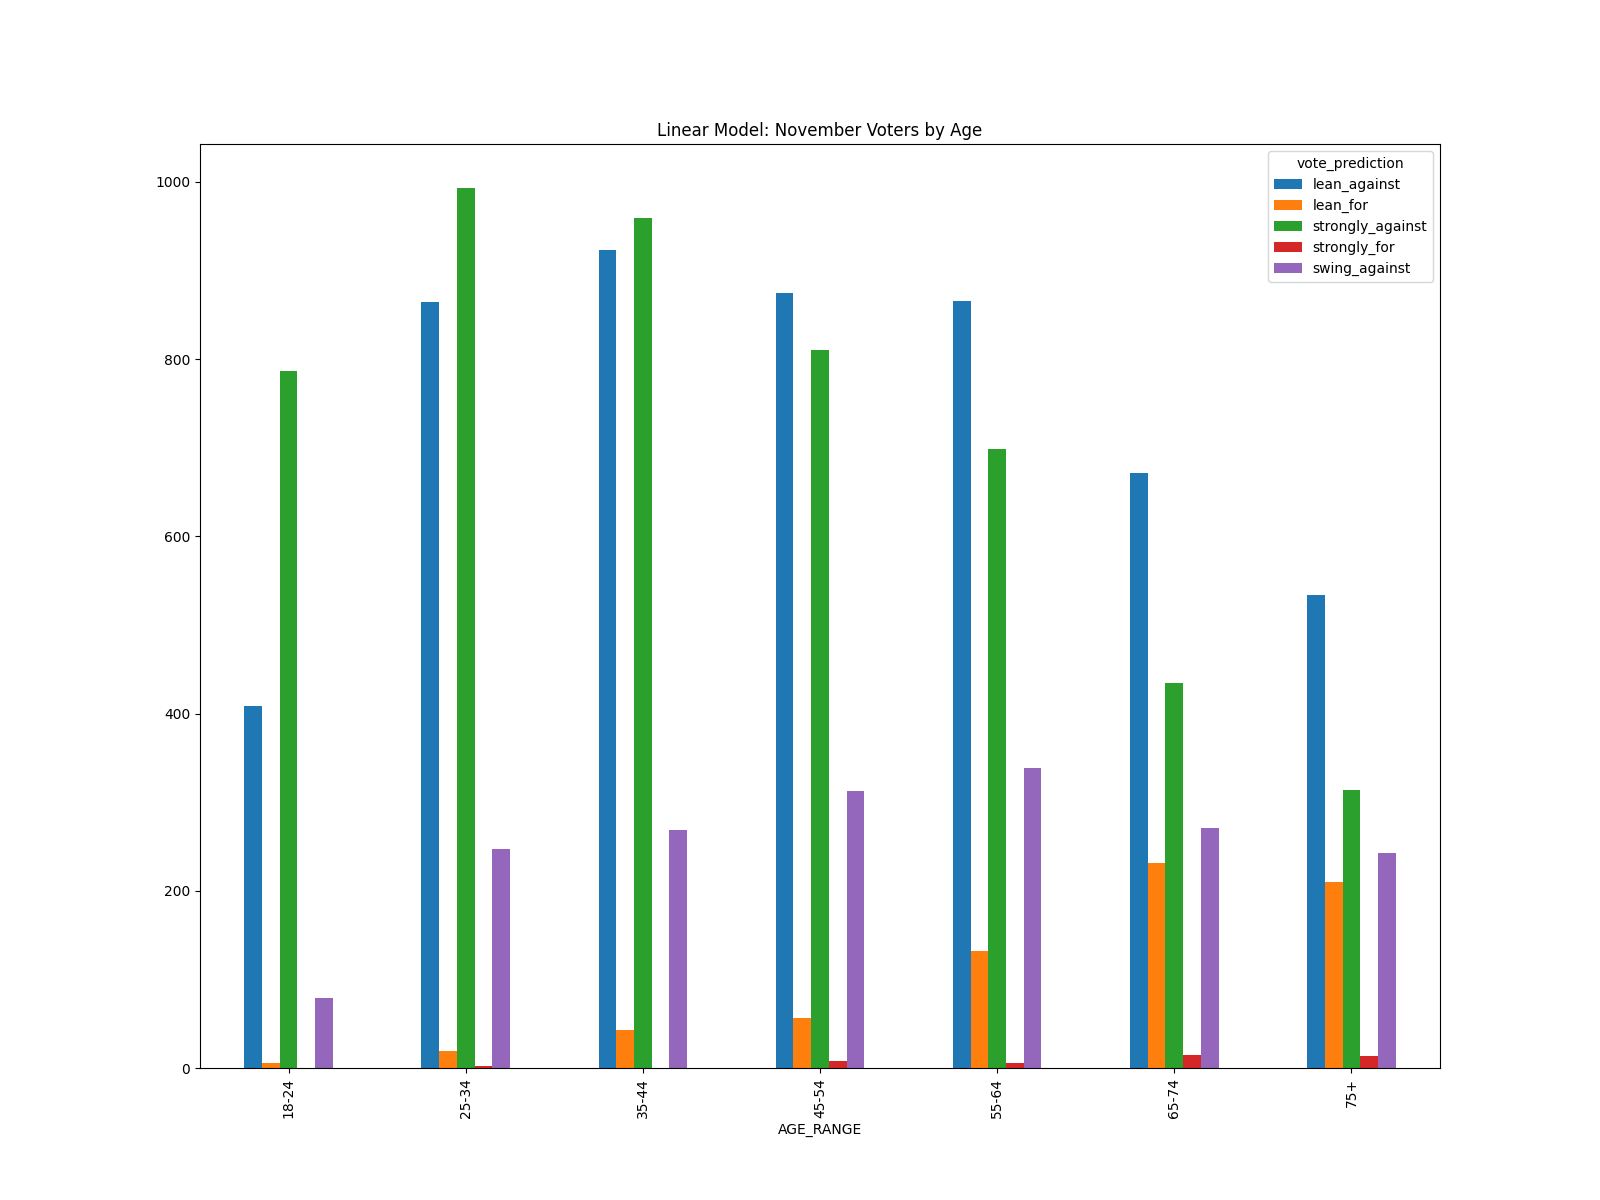 Linear Model: November Voters by Age
vote_prediction
lean_against
lean_for
strongly_against
strongly_for
swing_against
1000
800
600
400
200
0
18-24
25-34
35-44
45-54
55-64
65-74
75+
AGE_RANGE